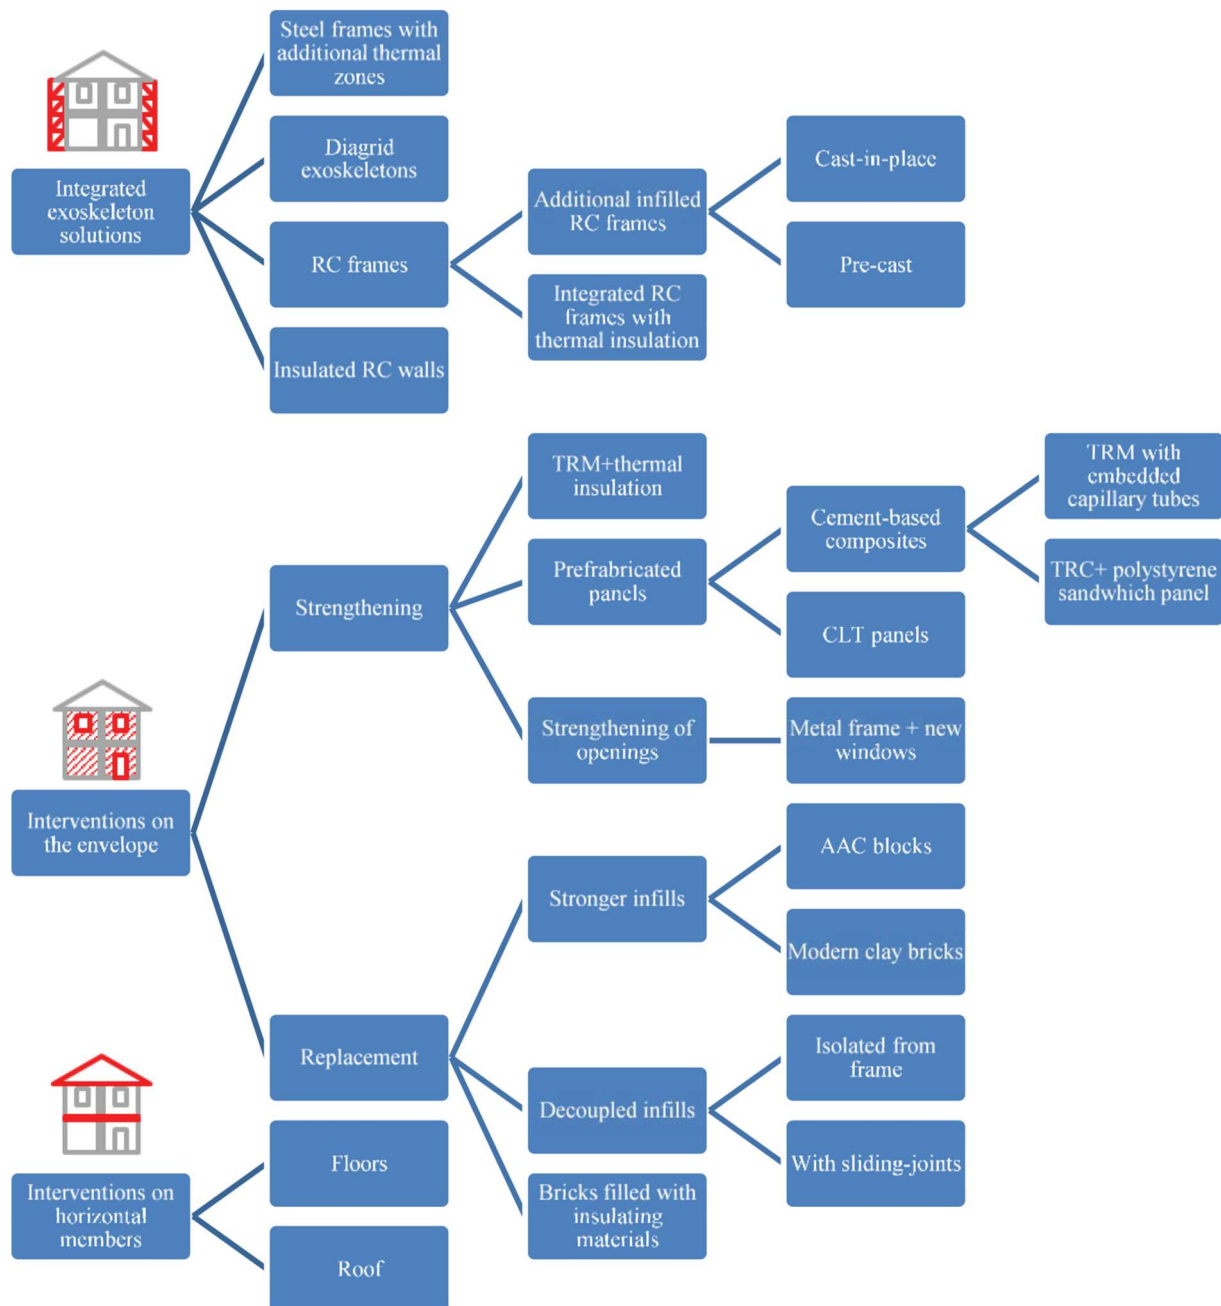 Steel frames with
additional thermal
zones
Diagrid
exoskeletons
Integrated
exoskeleton
solutions
RC frames
Insulated RC walls
Additional infilled
RC frames
Integrated RC
frames with
thermal insulation
Cast-in-place
Pre-cast
Interventions on
the envelope
Strengthening
TRM+thermal
insulation
Prefrabricated
panels
Cement-based
composites
TRM with
embedded
capillary tubes
TRC+ polystyrene
sandwhich panel
CLT panels
Strengthening of
openings
Metal frame + new
windows
Replacement
Stronger infills
AAC blocks
Modern clay bricks
Decoupled infills
Isolated from
frame
With sliding-joints
Bricks filled with
insulating
materials
Interventions on
horizontal
members
Floors
Roof